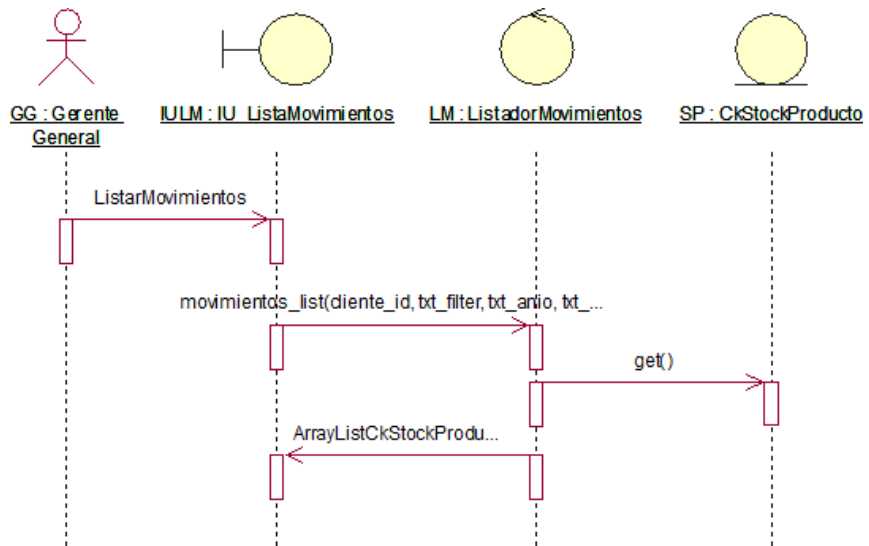 GG : Gerente
General
IULM : IU_ListaMovimientos
LM : ListadorMovimientos
SP : CkStockProducto
ListarMovimientos
movimientos_list(cliente_id, txt_filter, txt_anio, txt_...
get()
ArrayListCkStockProdu...